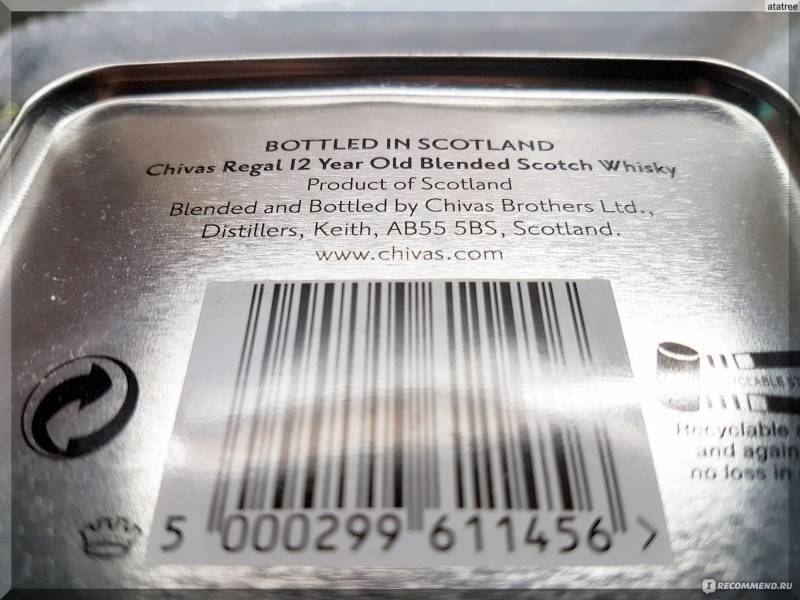 atatree
BOTTLED IN SCOTLAND
Chivas Regal 12 Year Old Blended Scotch Whisky
Product of Scotland
Blended and Bottled by Chivas Brothers Ltd.,
Distillers, Keith, AB55 5BS, Scotland.
www.chivas.com
Recyclable
and again
no loss in
5 000299 611456 >
IRECOMMEND.RU